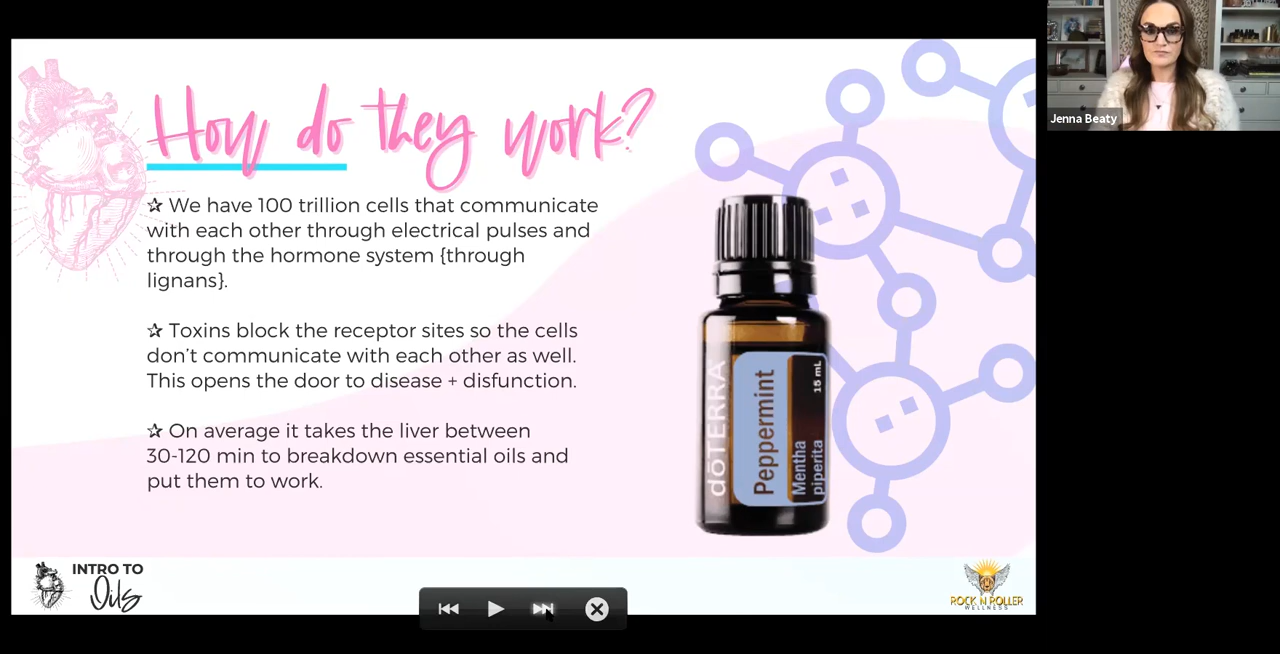 How do they work?
☆ We have 100 trillion cells that communicate
with each other through electrical pulses and
through the hormone system {through
lignans}.
☆ Toxins block the receptor sites so the cells
don't communicate with each other as well.
This opens the door to disease + disfunction.
☆ On average it takes the liver between
30-120 min to breakdown essential oils and
put them to work.
dōTERRA
Peppermint
Mentha
piperita
15 mL
INTRO TO
Oils
ROCK N ROLLER
WELLNESS
Jenna Beaty